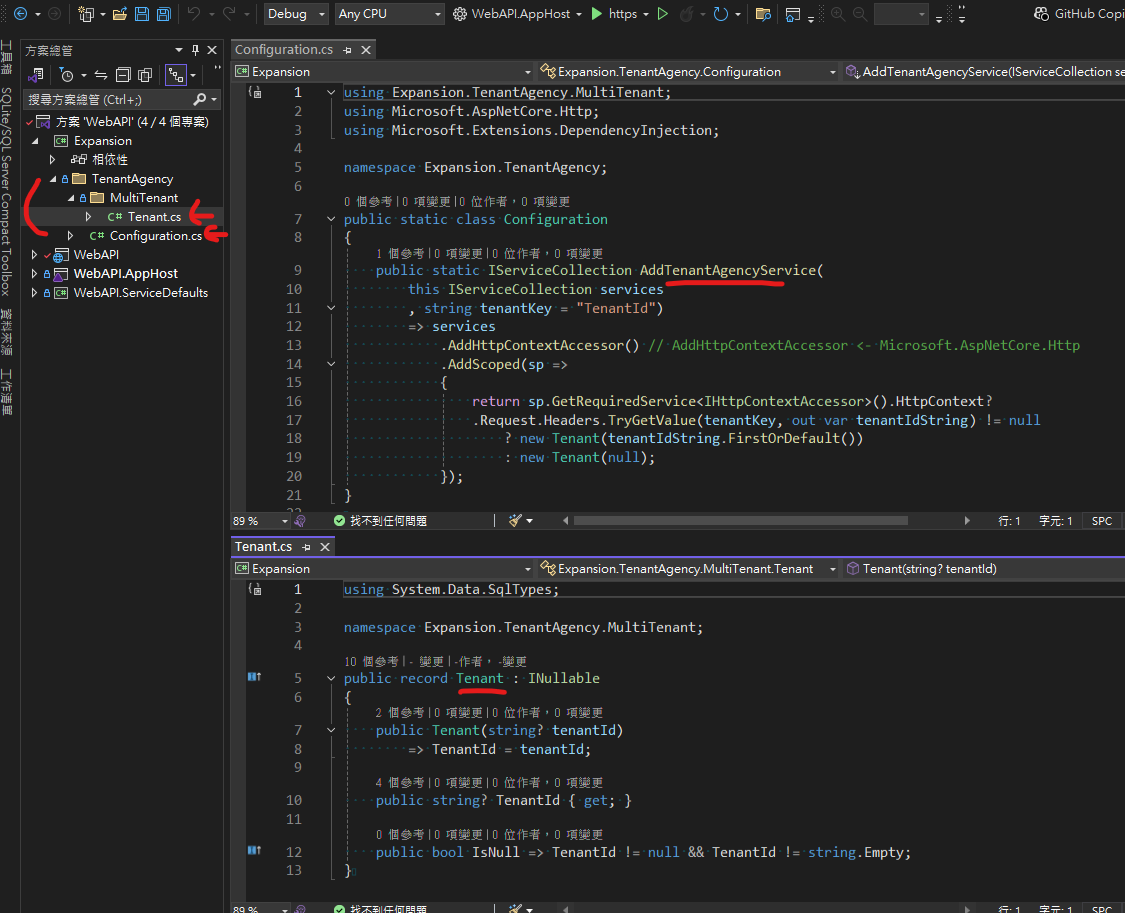 Debug
Any CPU
WebAPI.AppHost
https
GitHub Copi
工具箱
SQLite/SQL Server Compact Toolbox
資料來源
工作清單
方案總管
搜尋方案總管 (Ctrl+;)
方案 'WebAPI' (4 / 4 個專案)
C# Expansion
相依性
TenantAgency
MultiTenant
C# Tenant.cs
C# Configuration.cs
WebAPI
WebAPI.AppHost
C# WebAPI.ServiceDefaults
Configuration.cs
C# Expansion
Expansion.TenantAgency.Configuration
AddTenantAgencyService(IServiceCollection se
1 using Expansion.TenantAgency.MultiTenant;
2 using Microsoft.AspNetCore.Http;
3 using Microsoft.Extensions.DependencyInjection;
4
5 namespace Expansion.TenantAgency;
6
0 個參考|0 項變更|0 位作者，0 項變更
7 public static class Configuration
8 {
1 個參考|0 項變更|0 位作者，0 項變更
9 public static IServiceCollection AddTenantAgencyService(
10 this IServiceCollection services
11 , string tenantKey = "TenantId")
12 => services
13 .AddHttpContextAccessor() // AddHttpContextAccessor <- Microsoft.AspNetCore.Http
14 .AddScoped(sp =>
15 {
16 return sp.GetRequiredService<IHttpContextAccessor>().HttpContext?
17 .Request.Headers.TryGetValue(tenantKey, out var tenantIdString) != null
18 ? new Tenant(tenantIdString.FirstOrDefault())
19 : new Tenant(null);
20 });
21 }
89 %
找不到任何問題
行: 1
字元: 1
SPC
Tenant.cs
C# Expansion
Expansion.TenantAgency.MultiTenant.Tenant
Tenant(string? tenantId)
1 using System.Data.SqlTypes;
2
3 namespace Expansion.TenantAgency.MultiTenant;
4
10 個參考|- 變更|-作者，-變更
5 public record Tenant : INullable
6 {
2 個參考|0 項變更|0 位作者，0 項變更
7 public Tenant(string? tenantId)
8 => TenantId = tenantId;
9
4 個參考|0 項變更|0 位作者，0 項變更
10 public string? TenantId { get; }
11
0 個參考|0 項變更|0 位作者，0 項變更
12 public bool IsNull => TenantId != null && TenantId != string.Empty;
13 }
89 %
找不到任何問題
行: 1
字元: 1
SPC